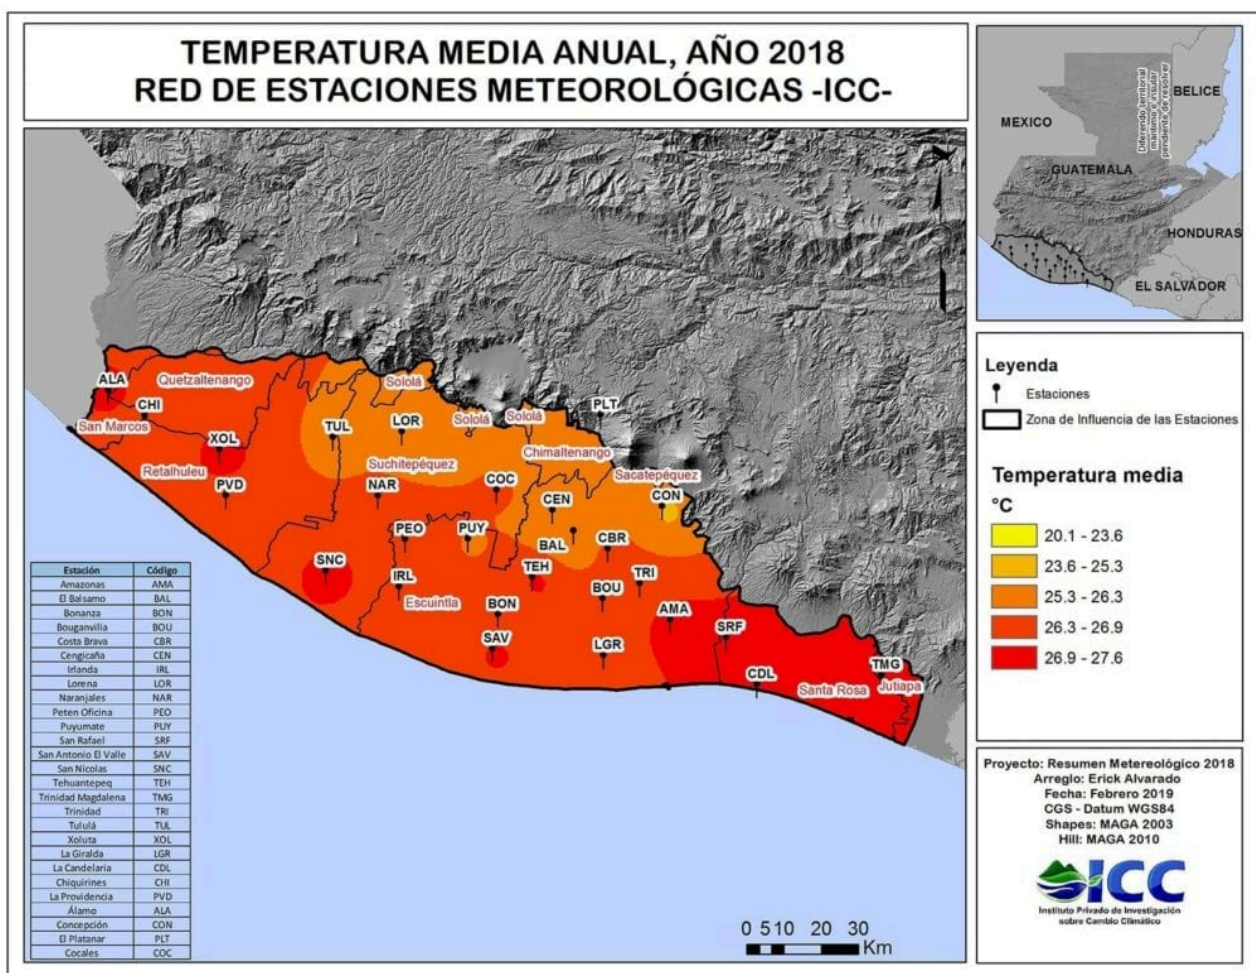 TEMPERATURA MEDIA ANUAL, AÑO 2018
RED DE ESTACIONES METEOROLÓGICAS -ICC-
MEXICO
BELICE
Diferendo territorial
marítimo e insular
pendiente de resolver
GUATEMALA
HONDURAS
EL SALVADOR
ALA
Quetzaltenango
CHI
San Marcos
XOL
Retalhuleu
PVD
Sololá
TUL
LOR
Sololá
Sololá
PLT
Suchitepéquez
Chimaltenango
Sacatepéquez
NAR
COC
CEN
CON
PEO
PUY
BAL
CBR
SNC
IRL
TEH
TRI
Escuintla
BON
BOU
AMA
SAV
LGR
SRF
CDL
TMG
Santa Rosa
Jutiapa
Estación Código
Amazonas AMA
El Balsamo BAL
Bonanza BON
Bouganvilia BOU
Costa Brava CBR
Cengicaña CEN
Irlanda IRL
Lorena LOR
Naranjales NAR
Peten Oficina PEO
Puyumate PUY
San Rafael SRF
San Antonio El Valle SAV
San Nicolas SNC
Tehuantepeq TEH
Trinidad Magdalena TMG
Trinidad TRI
Tululá TUL
Xoluta XOL
La Giralda LGR
La Candelaria CDL
Chiquirines CHI
La Providencia PVD
Álamo ALA
Concepción CON
El Platanar PLT
Cocales COC
0 5 10 20 30
Km
Leyenda
Estaciones
Zona de Influencia de las Estaciones
Temperatura media
°C
20.1 - 23.6
23.6 - 25.3
25.3 - 26.3
26.3 - 26.9
26.9 - 27.6
Proyecto: Resumen Metereológico 2018
Arreglo: Erick Alvarado
Fecha: Febrero 2019
CGS - Datum WGS84
Shapes: MAGA 2003
Hill: MAGA 2010
ICC
Instituto Privado de Investigación
sobre Cambio Climático